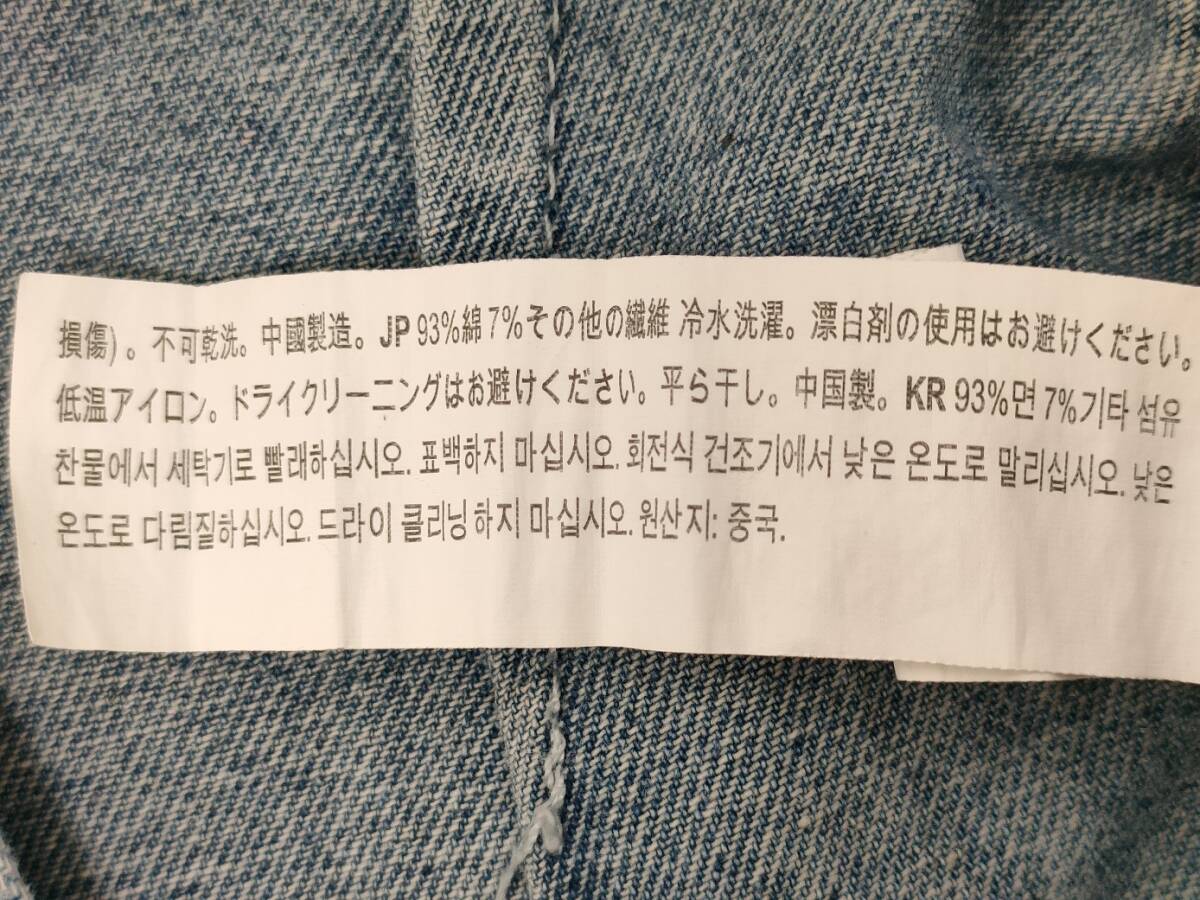 損傷)。不可乾洗。中國製造。JP 93%綿 7%その他の繊維 冷水洗濯。漂白剤の使用はお避けください。
低温アイロン。ドライクリーニングはお避けください。平ら干し。中国製。KR 93%면 7%기타 섬유
찬물에서 세탁기로 빨래하십시오. 표백하지 마십시오. 회전식 건조기에서 낮은 온도로 말리십시오. 낮은
온도로 다림질하십시오. 드라이 클리닝하지 마십시오. 원산지: 중국.